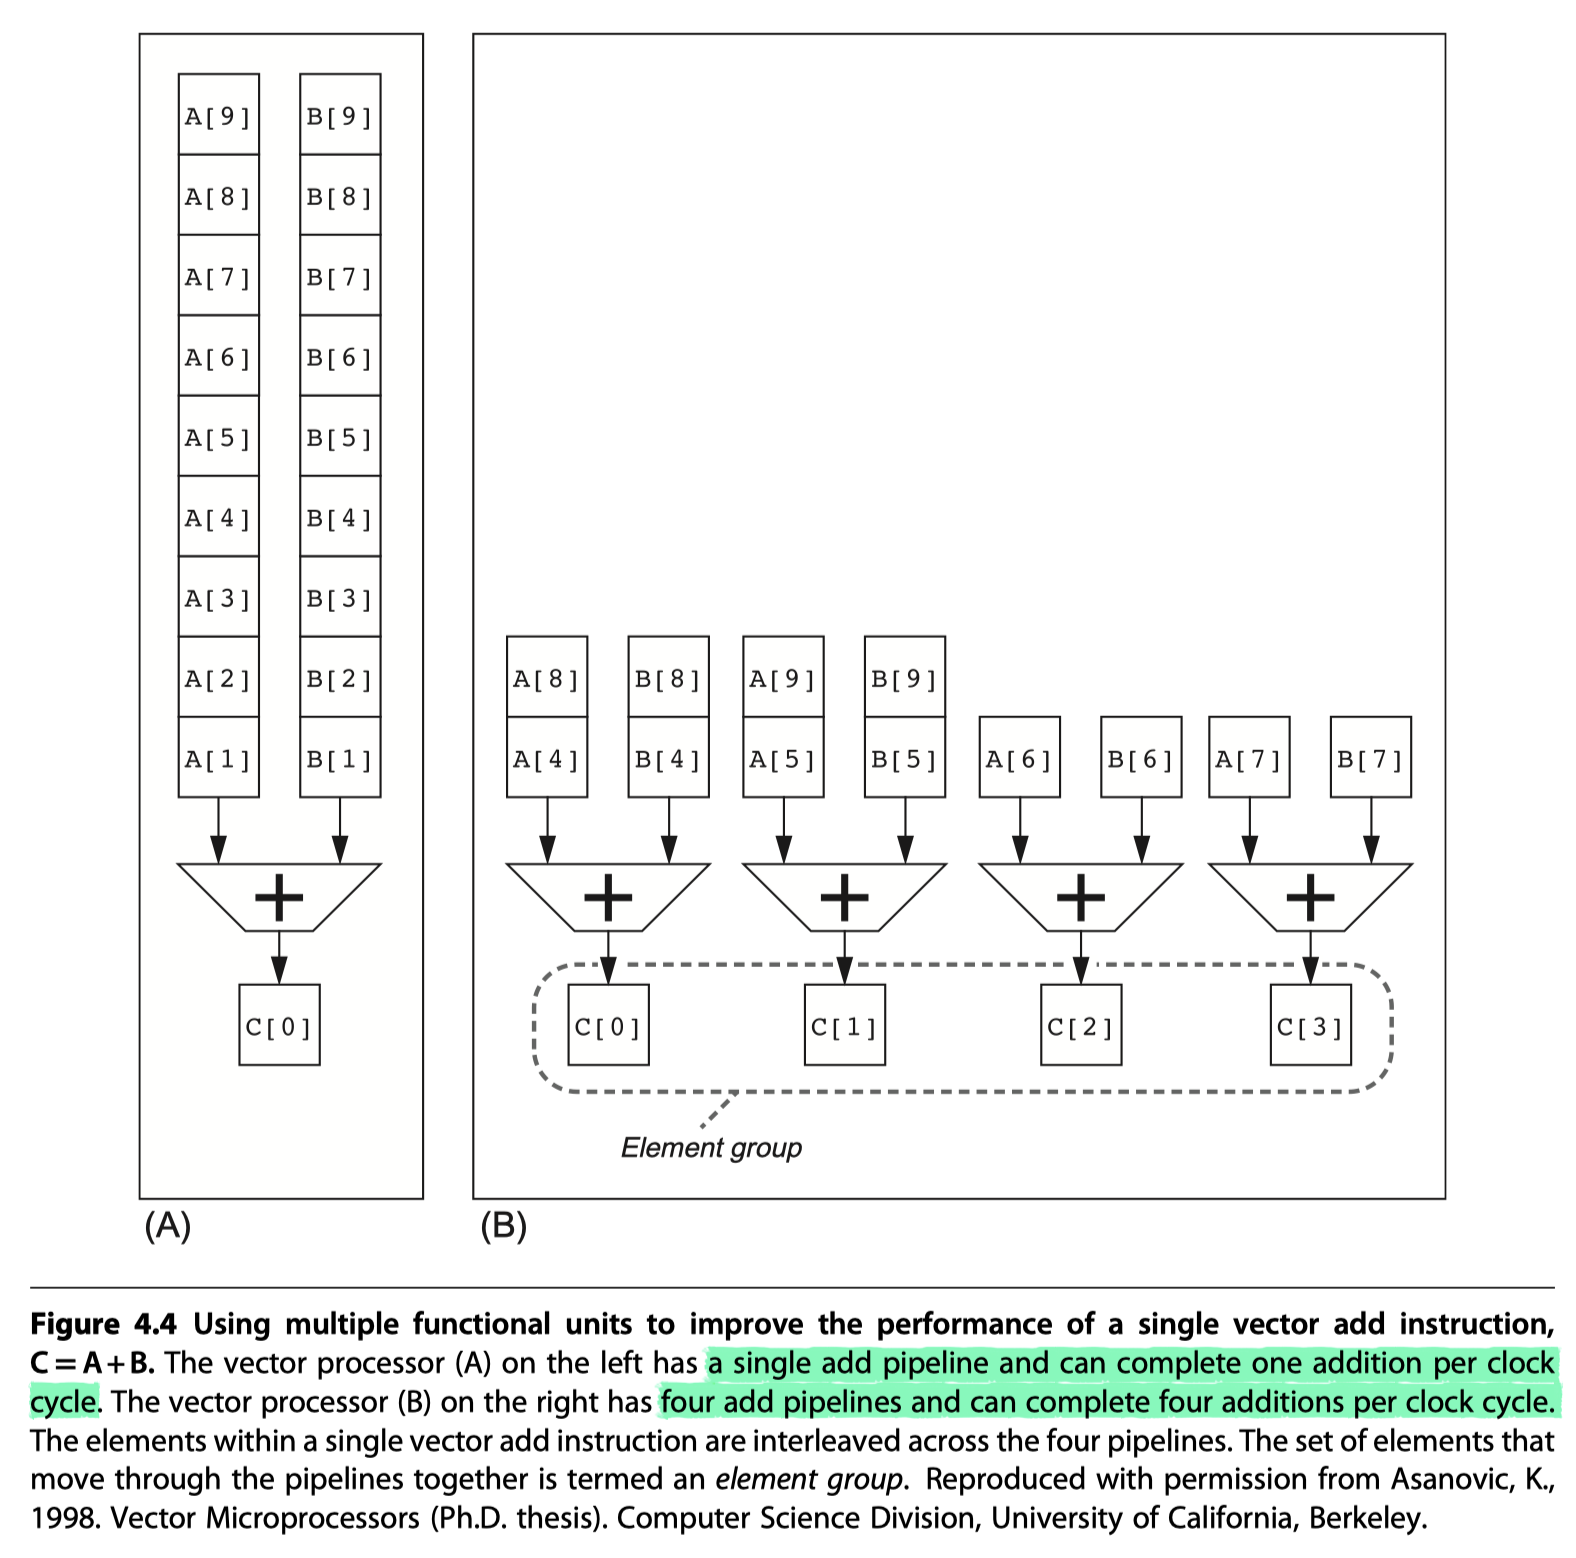 A[9] B[9]
A[8] B[8]
A[7] B[7]
A[6] B[6]
A[5] B[5]
A[4] B[4]
A[3] B[3]
A[2] B[2]
A[1] B[1]
+
C[0]
(A)
A[8] B[8] A[9] B[9]
A[4] B[4] A[5] B[5] A[6] B[6] A[7] B[7]
+ + + +
C[0] C[1] C[2] C[3]
Element group
(B)
Figure 4.4 Using multiple functional units to improve the performance of a single vector add instruction,
C=A+B. The vector processor (A) on the left has a single add pipeline and can complete one addition per clock
cycle. The vector processor (B) on the right has four add pipelines and can complete four additions per clock cycle.
The elements within a single vector add instruction are interleaved across the four pipelines. The set of elements that
move through the pipelines together is termed an element group. Reproduced with permission from Asanovic, K.,
1998. Vector Microprocessors (Ph.D. thesis). Computer Science Division, University of California, Berkeley.